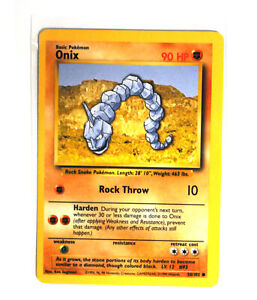 Basic Pokémon
Onix
90 HP
Rock Snake Pokémon. Length: 28' 10", Weight: 463 lbs.
Rock Throw 10
Harden During your opponent's next turn,
whenever 30 or less damage is done to Onix
(after applying Weakness and Resistance), prevent
that damage. (Any other effects of attacks still
happen.)
weakness resistance retreat cost
As it grows, the stone portions of its body harden to become
similar to a diamond, though black. LV. 12 #95